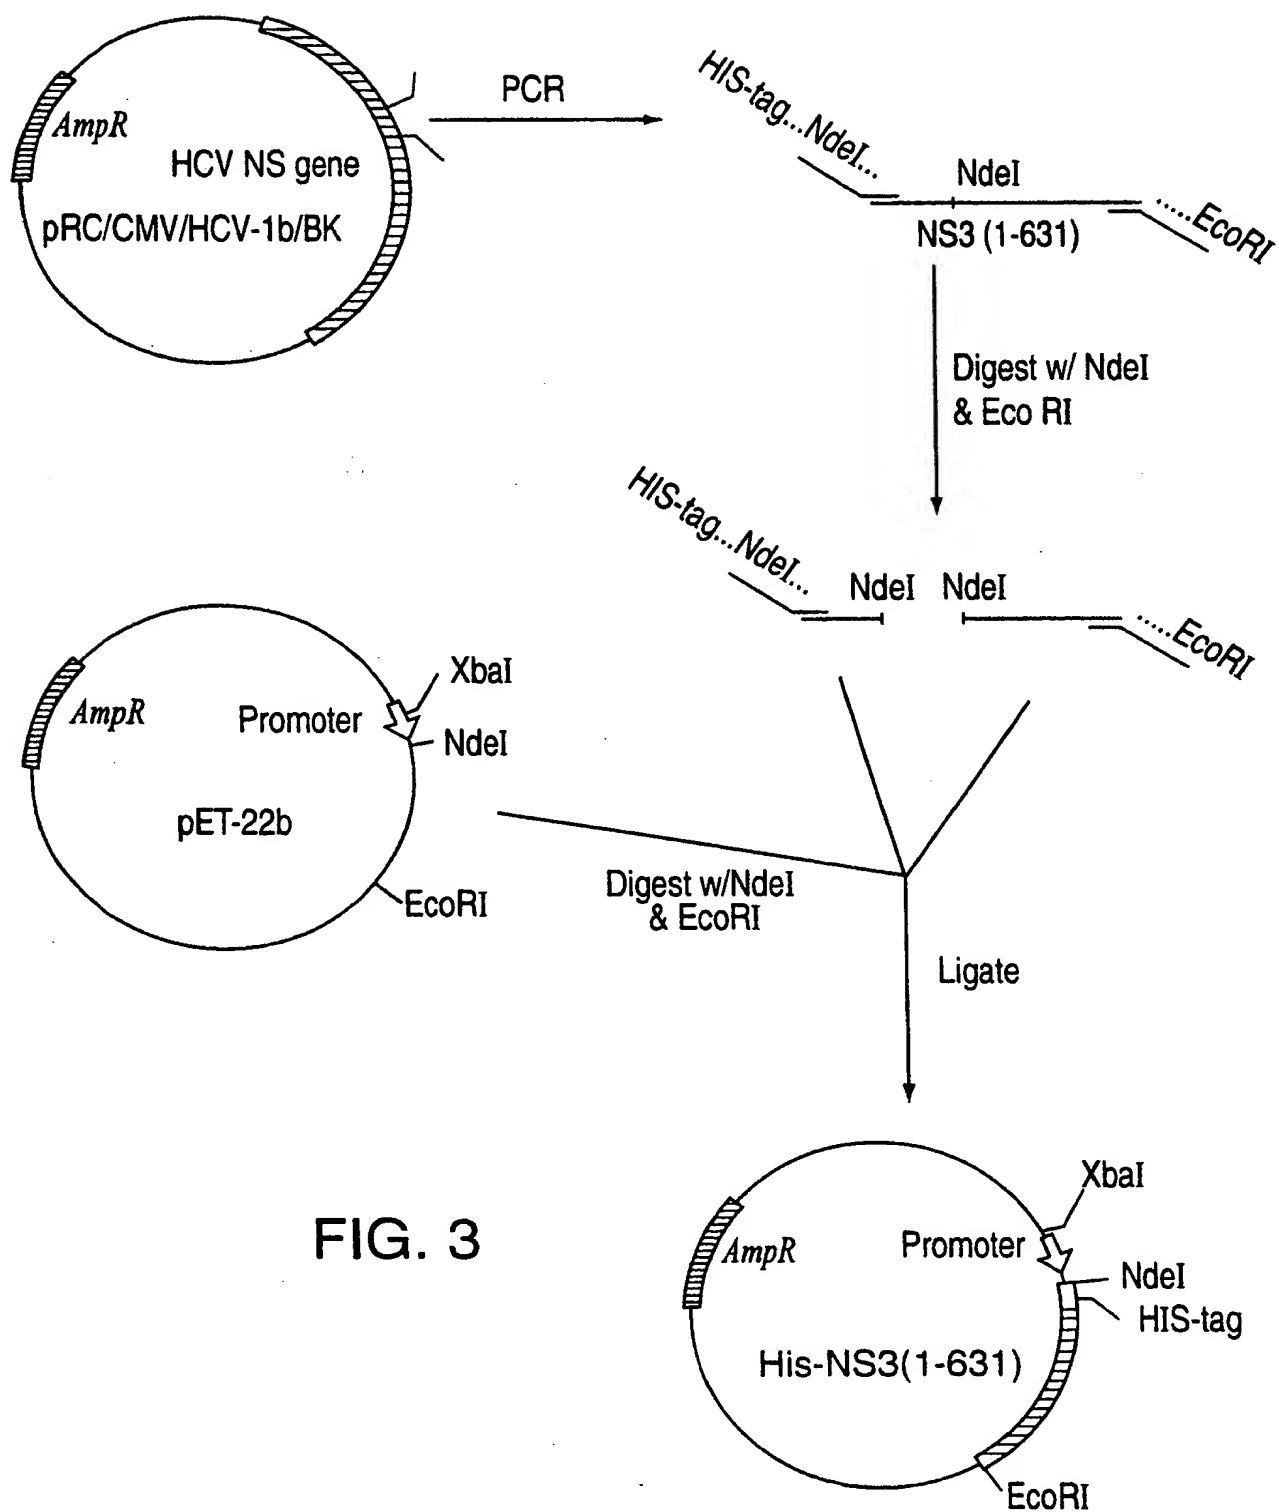 AmpR
HCV NS gene
pRC/CMV/HCV-1b/BK
PCR
HIS-tag...NdeI...
NdeI
NS3 (1-631)
.....EcoRI
Digest w/ NdeI
& Eco RI
HIS-tag...NdeI...
NdeI
NdeI
.....EcoRI
AmpR
Promoter
XbaI
NdeI
pET-22b
EcoRI
Digest w/NdeI
& EcoRI
Ligate
FIG. 3
AmpR
Promoter
XbaI
NdeI
HIS-tag
His-NS3(1-631)
EcoRI